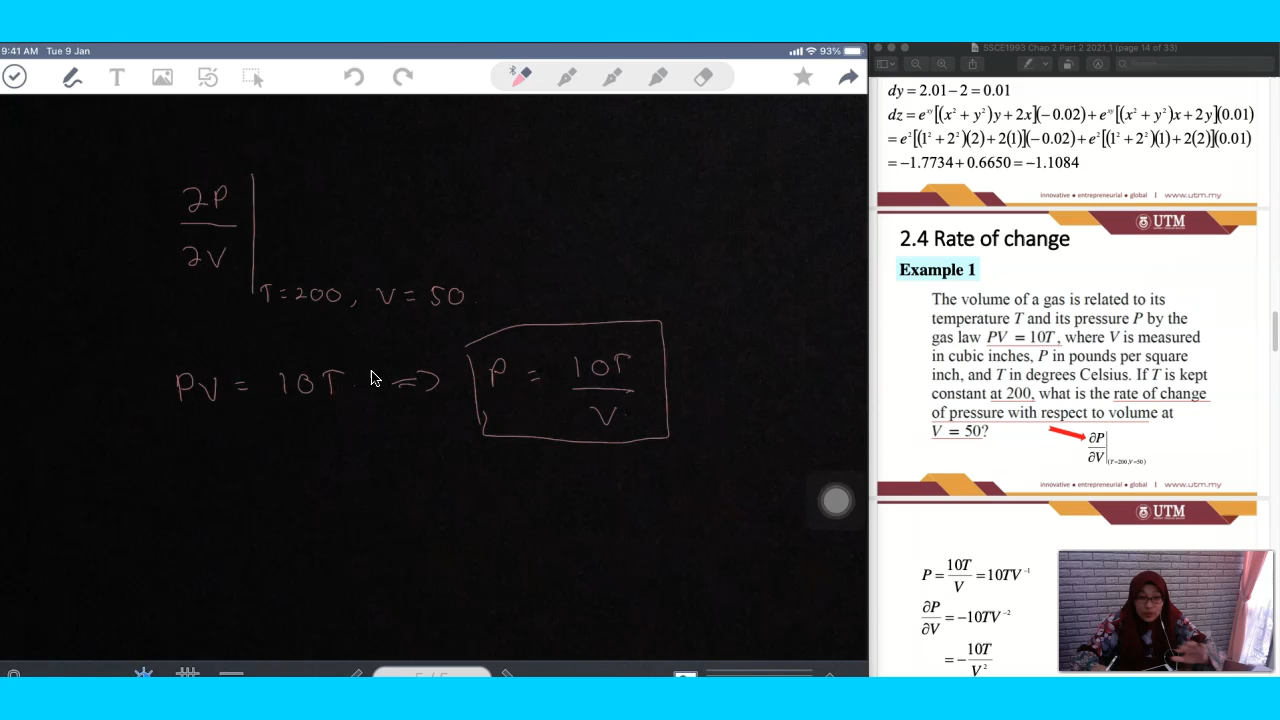 9:41 AM Tue 9 Jan
93%
T
∂P
∂V
T=200, V=50.
PV = 10T. => P = 10T
V
SSCE1993 Chap 2 Part 2 2021_1 (page 14 of 33)
Search
dy = 2.01 − 2 = 0.01
dz = e^xy[(x² + y²)y + 2x](−0.02) + e^xy[(x² + y²)x + 2y](0.01)
= e²[(1² + 2²)(2) + 2(1)](−0.02) + e²[(1² + 2²)(1) + 2(2)](0.01)
= −1.7734 + 0.6650 = −1.1084
innovative ● entrepreneurial ● global | www.utm.my
UTM
2.4 Rate of change
Example 1
The volume of a gas is related to its
temperature T and its pressure P by the
gas law PV = 10T, where V is measured
in cubic inches, P in pounds per square
inch, and T in degrees Celsius. If T is kept
constant at 200, what is the rate of change
of pressure with respect to volume at
V = 50?
∂P
∂V (T=200,V=50)
innovative ● entrepreneurial ● global | www.utm.my
UTM
P = 10T/V = 10TV⁻¹
∂P/∂V = −10TV⁻²
= −10T/V²
5/5